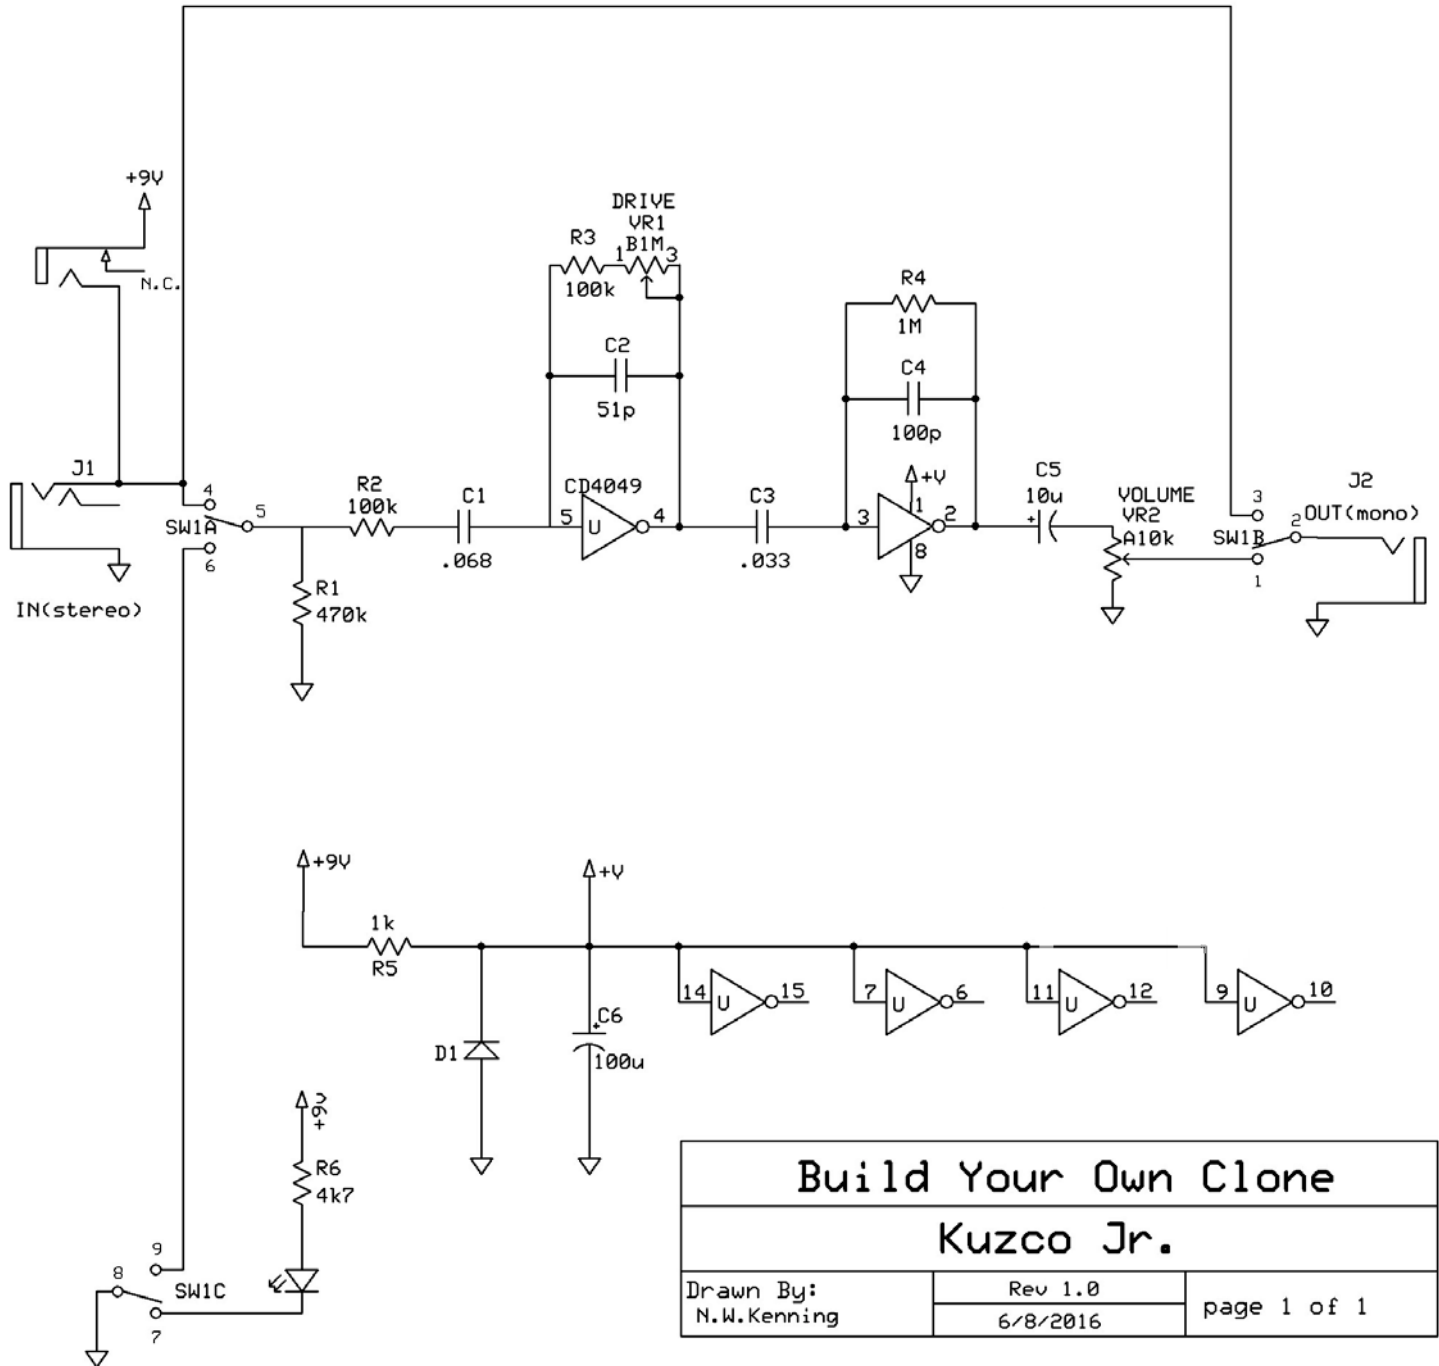 +9V
N.C.
DRIVE
VR1
B1M
R3
1
3
100k
R4
1M
C2
51p
C4
100p
J1
4
SW1A
5
6
IN(stereo)
R2
100k
C1
.068
R1
470k
CD4049
5
U
4
C3
.033
+V
3
1
2
8
C5
10u
+
VOLUME
VR2
A10k
3
SW1B
2
1
J2
OUT(mono)
+9V
1k
R5
+V
D1
+
C6
100u
14
U
15
7
U
6
11
U
12
9
U
10
+9V
R6
4k7
9
8
SW1C
7
Build Your Own Clone
Kuzco Jr.
Drawn By:
N.W.Kenning
Rev 1.0
6/8/2016
page 1 of 1